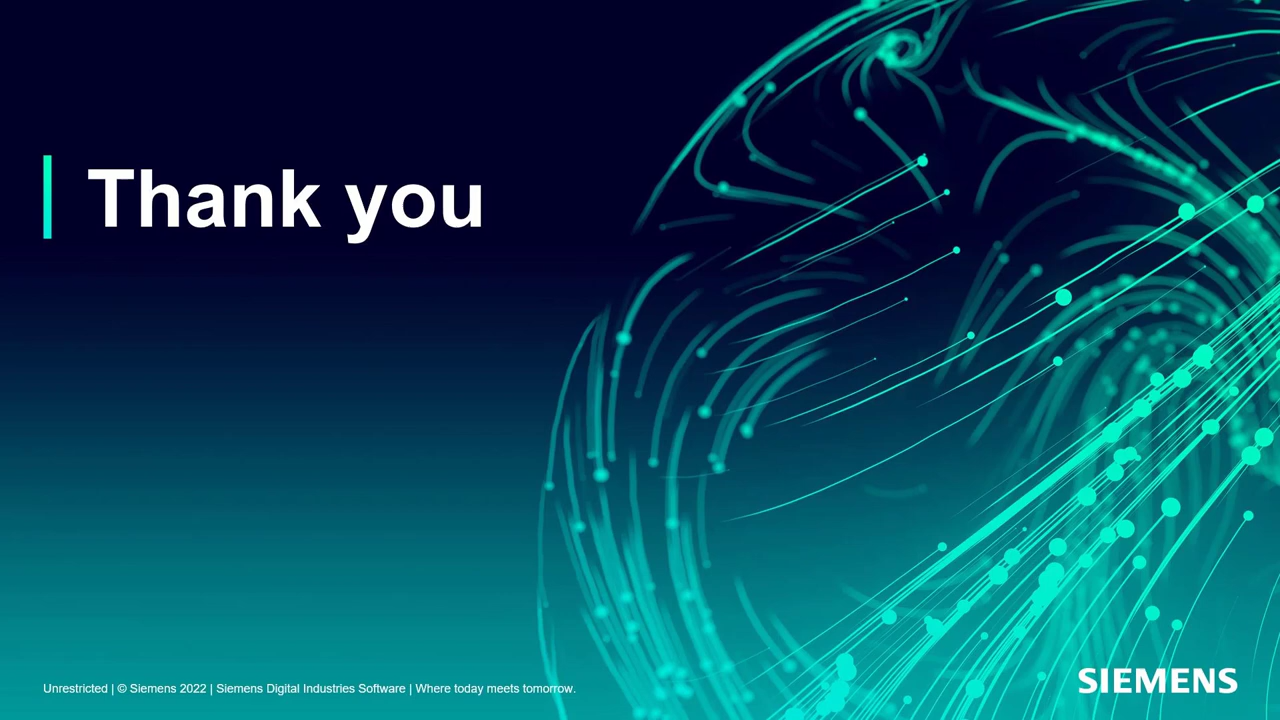 Thank you
Unrestricted | © Siemens 2022 | Siemens Digital Industries Software | Where today meets tomorrow.
SIEMENS